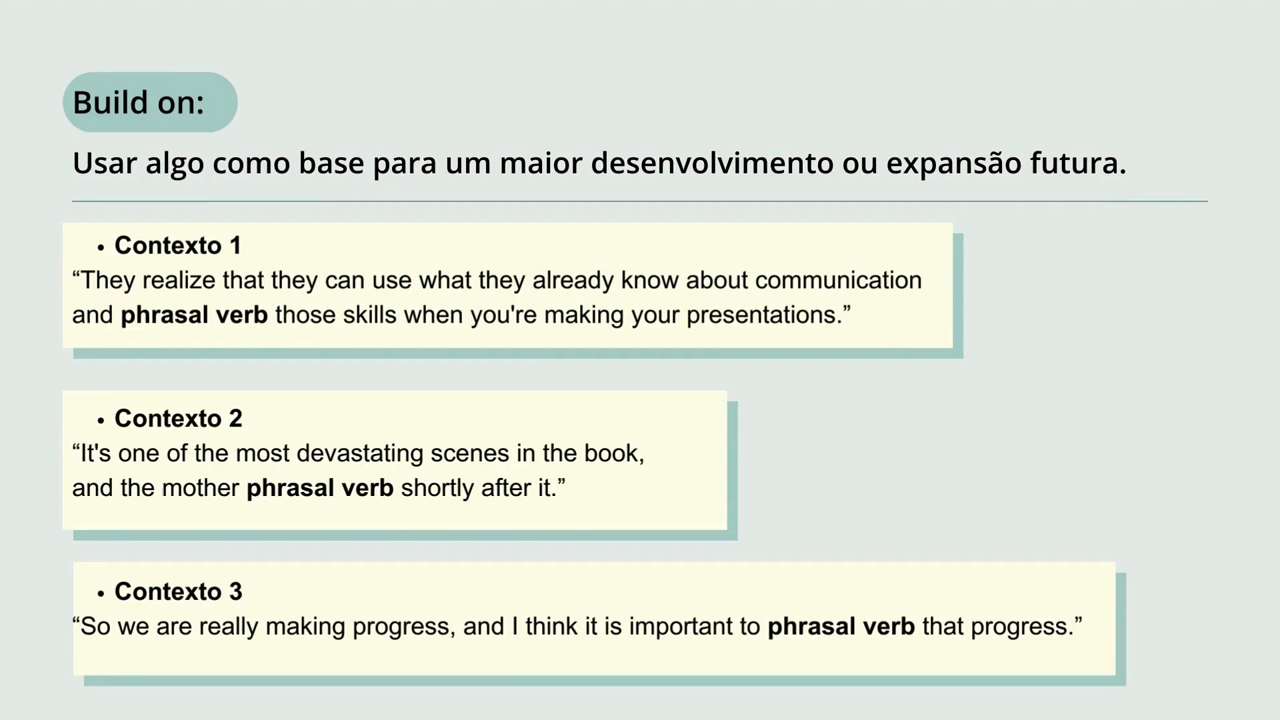 Build on:
Usar algo como base para um maior desenvolvimento ou expansão futura.
• Contexto 1
“They realize that they can use what they already know about communication
and phrasal verb those skills when you're making your presentations.”
• Contexto 2
“It's one of the most devastating scenes in the book,
and the mother phrasal verb shortly after it.”
• Contexto 3
“So we are really making progress, and I think it is important to phrasal verb that progress.”